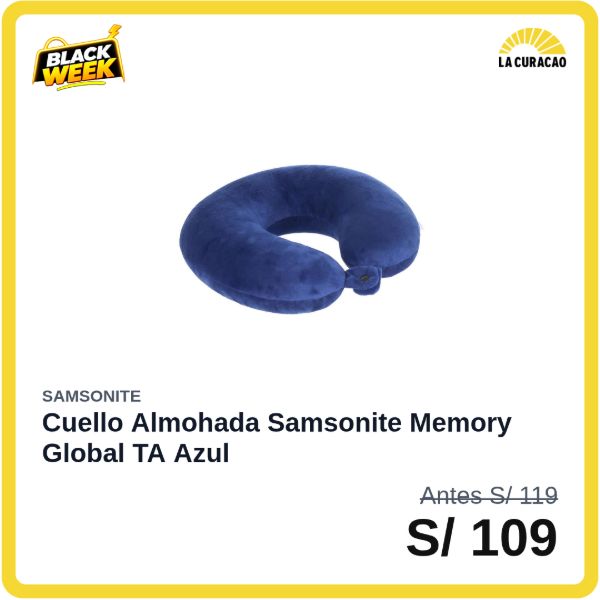 BLACK
WEEK
LA CURACAO
SAMSONITE
Cuello Almohada Samsonite Memory
Global TA Azul
Antes S/ 119
S/ 109